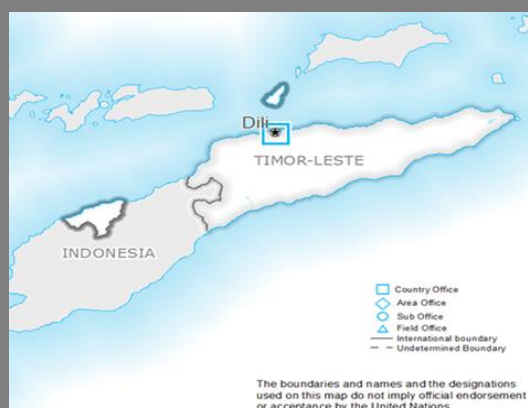 Dili
TIMOR-LESTE
INDONESIA
Country Office
Area Office
Sub Office
Field Office
International boundary
Undetermined Boundary
The boundaries and names and the designations
used on this map do not imply official endorsement
or acceptance by the United Nations